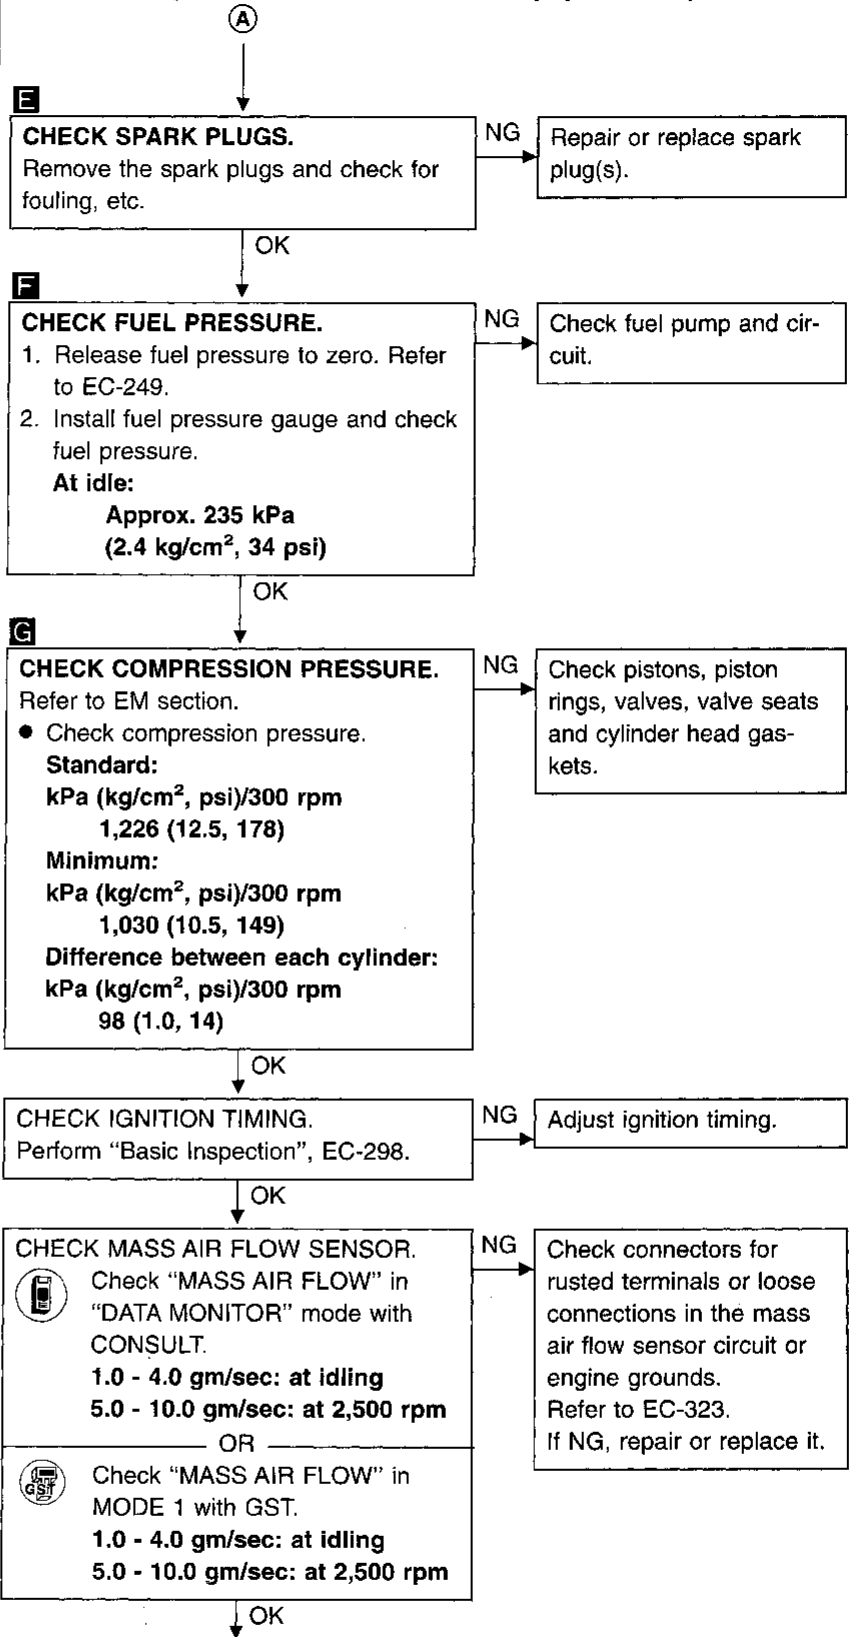 A
E
CHECK SPARK PLUGS.
Remove the spark plugs and check for
fouling, etc.
NG
Repair or replace spark
plug(s).
OK
F
CHECK FUEL PRESSURE.
1. Release fuel pressure to zero. Refer
to EC-249.
2. Install fuel pressure gauge and check
fuel pressure.
At idle:
Approx. 235 kPa
(2.4 kg/cm², 34 psi)
NG
Check fuel pump and cir-
cuit.
OK
G
CHECK COMPRESSION PRESSURE.
Refer to EM section.
● Check compression pressure.
Standard:
kPa (kg/cm², psi)/300 rpm
1,226 (12.5, 178)
Minimum:
kPa (kg/cm², psi)/300 rpm
1,030 (10.5, 149)
Difference between each cylinder:
kPa (kg/cm², psi)/300 rpm
98 (1.0, 14)
NG
Check pistons, piston
rings, valves, valve seats
and cylinder head gas-
kets.
OK
CHECK IGNITION TIMING.
Perform “Basic Inspection”, EC-298.
NG
Adjust ignition timing.
OK
CHECK MASS AIR FLOW SENSOR.
Check “MASS AIR FLOW” in
“DATA MONITOR” mode with
CONSULT.
1.0 - 4.0 gm/sec: at idling
5.0 - 10.0 gm/sec: at 2,500 rpm
OR
GST
Check “MASS AIR FLOW” in
MODE 1 with GST.
1.0 - 4.0 gm/sec: at idling
5.0 - 10.0 gm/sec: at 2,500 rpm
NG
Check connectors for
rusted terminals or loose
connections in the mass
air flow sensor circuit or
engine grounds.
Refer to EC-323.
If NG, repair or replace it.
OK